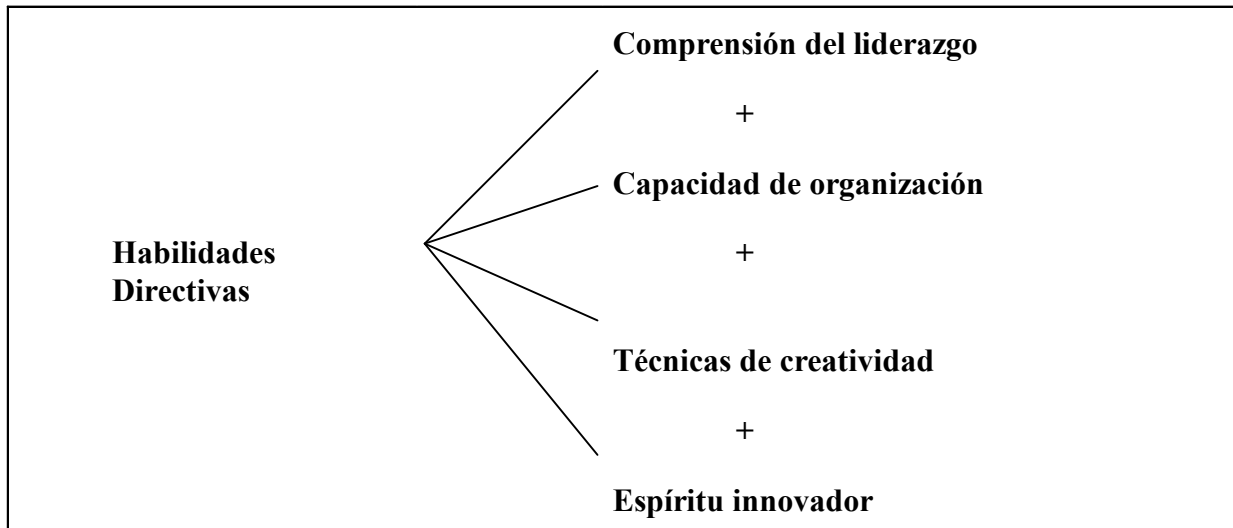 Comprensión del liderazgo
+
Capacidad de organización
+
Habilidades
Directivas
Técnicas de creatividad
+
Espíritu innovador